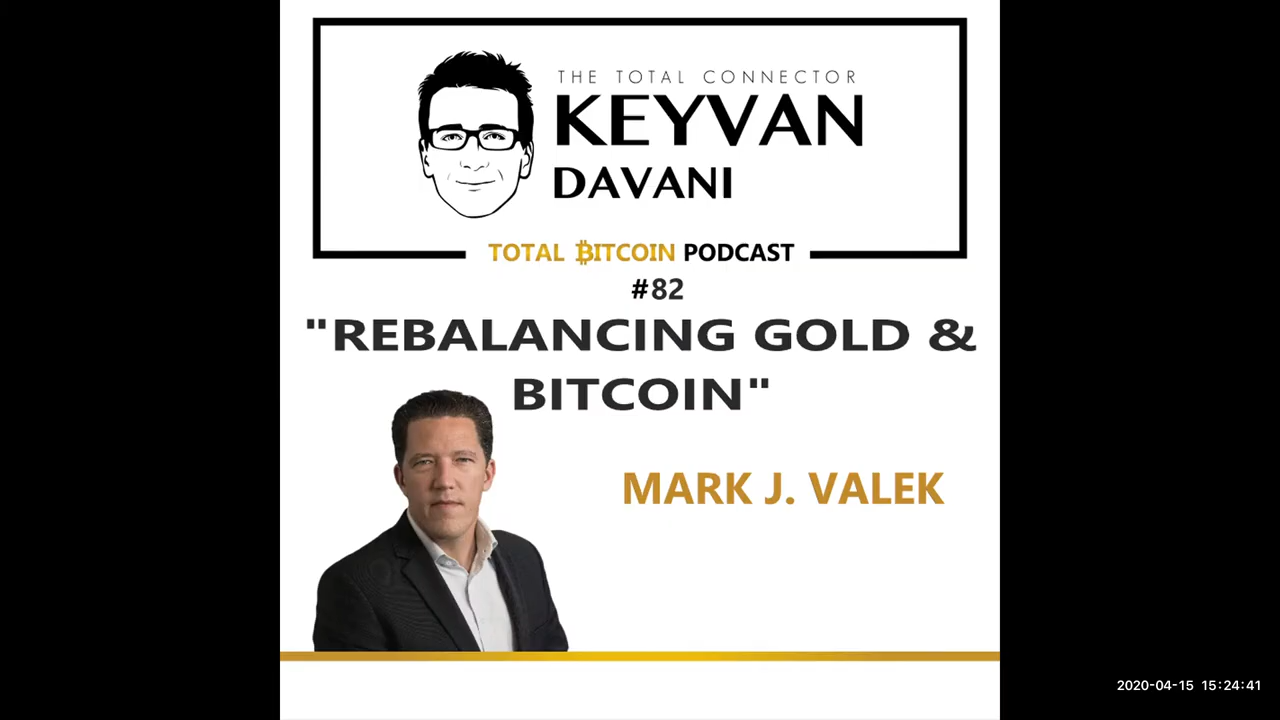 THE TOTAL CONNECTOR
KEYVAN
DAVANI
TOTAL ₿ITCOIN PODCAST
#82
"REBALANCING GOLD &
BITCOIN"
MARK J. VALEK
2020-04-15 15:24:41